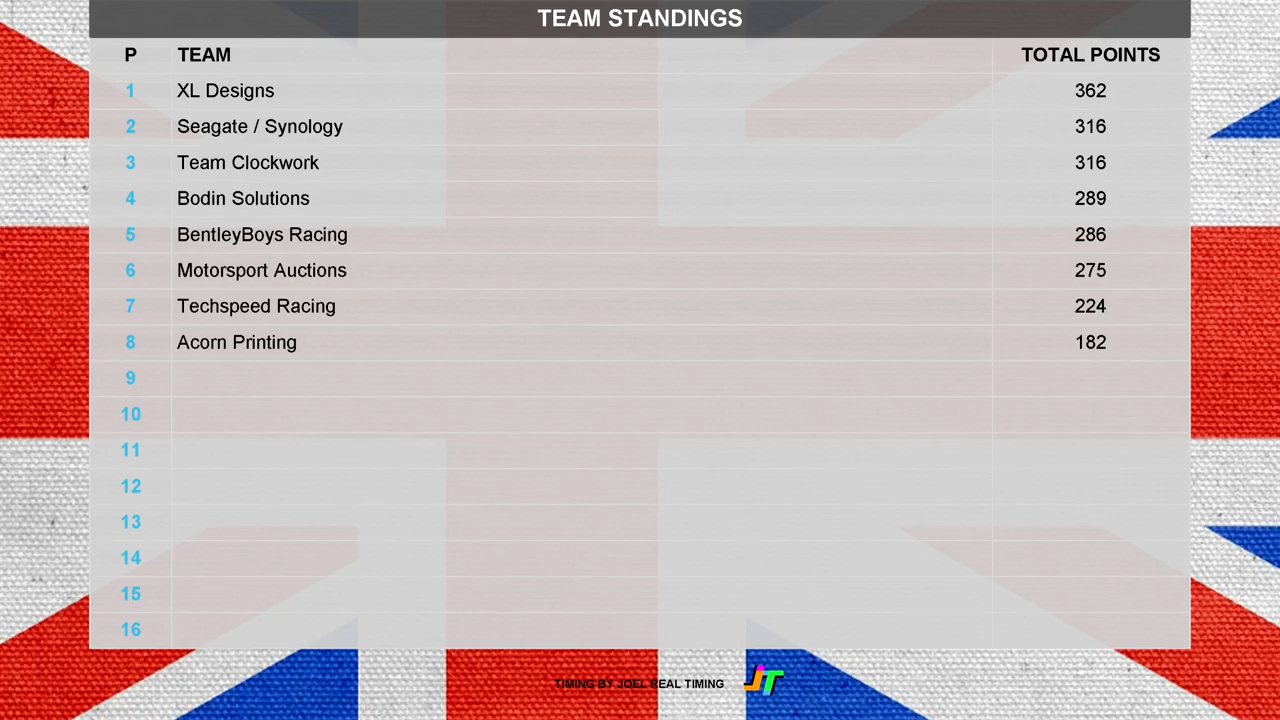 TEAM STANDINGS
P TEAM TOTAL POINTS
1 XL Designs 362
2 Seagate / Synology 316
3 Team Clockwork 316
4 Bodin Solutions 289
5 BentleyBoys Racing 286
6 Motorsport Auctions 275
7 Techspeed Racing 224
8 Acorn Printing 182
9
10
11
12
13
14
15
16
TIMING BY JOEL REAL TIMING JT